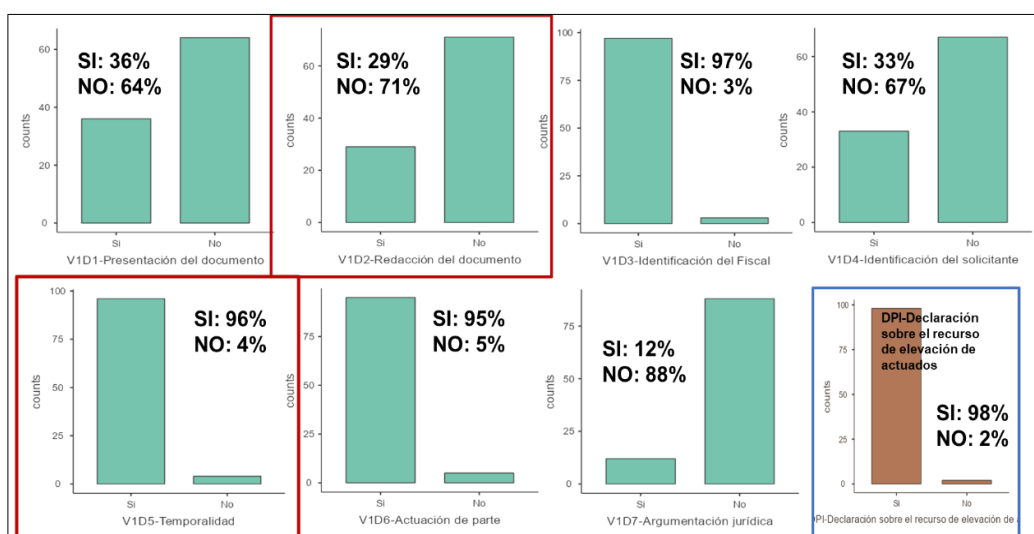 SI: 36%
NO: 64%
counts
60
40
20
0
Si
No
V1D1-Presentación del documento
SI: 29%
NO: 71%
counts
60
40
20
0
Si
No
V1D2-Redacción del documento
SI: 97%
NO: 3%
counts
100
75
50
25
0
Si
No
V1D3-Identificación del Fiscal
SI: 33%
NO: 67%
counts
60
40
20
0
Si
No
V1D4-Identificación del solicitante
SI: 96%
NO: 4%
counts
100
75
50
25
0
Si
No
V1D5-Temporalidad
SI: 95%
NO: 5%
counts
75
50
25
0
Si
No
V1D6-Actuación de parte
SI: 12%
NO: 88%
counts
75
50
25
0
Si
No
V1D7-Argumentación jurídica
DPI-Declaración
sobre el recurso
de elevación de
actuados
SI: 98%
NO: 2%
counts
100
75
50
25
0
Si
No
DPI-Declaración sobre el recurso de elevación de